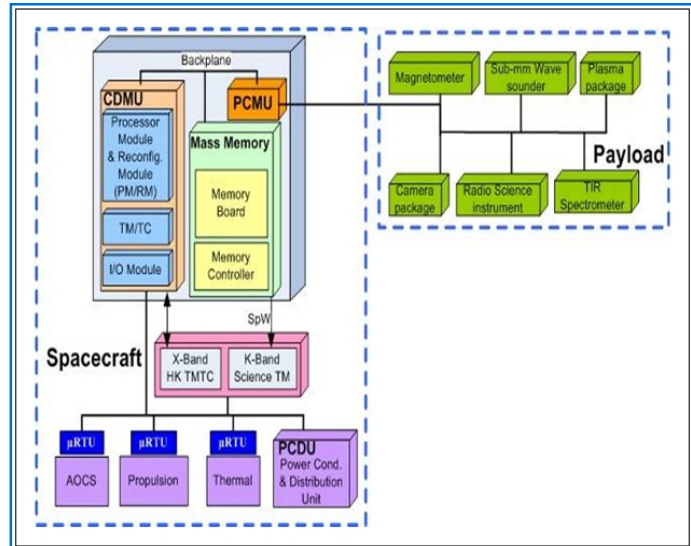 Backplane
CDMU
PCMU
Processor
Module
& Reconfig.
Module
(PM/RM)
TM/TC
I/O Module
Mass Memory
Memory
Board
Memory
Controller
SpW
Spacecraft
X-Band
HK TMTC
K-Band
Science TM
µRTU
AOCS
µRTU
Propulsion
µRTU
Thermal
PCDU
Power Cond.
& Distribution
Unit
Magnetometer
Sub-mm Wave
sounder
Plasma
package
Payload
Camera
package
Radio Science
instrument
TIR
Spectrometer